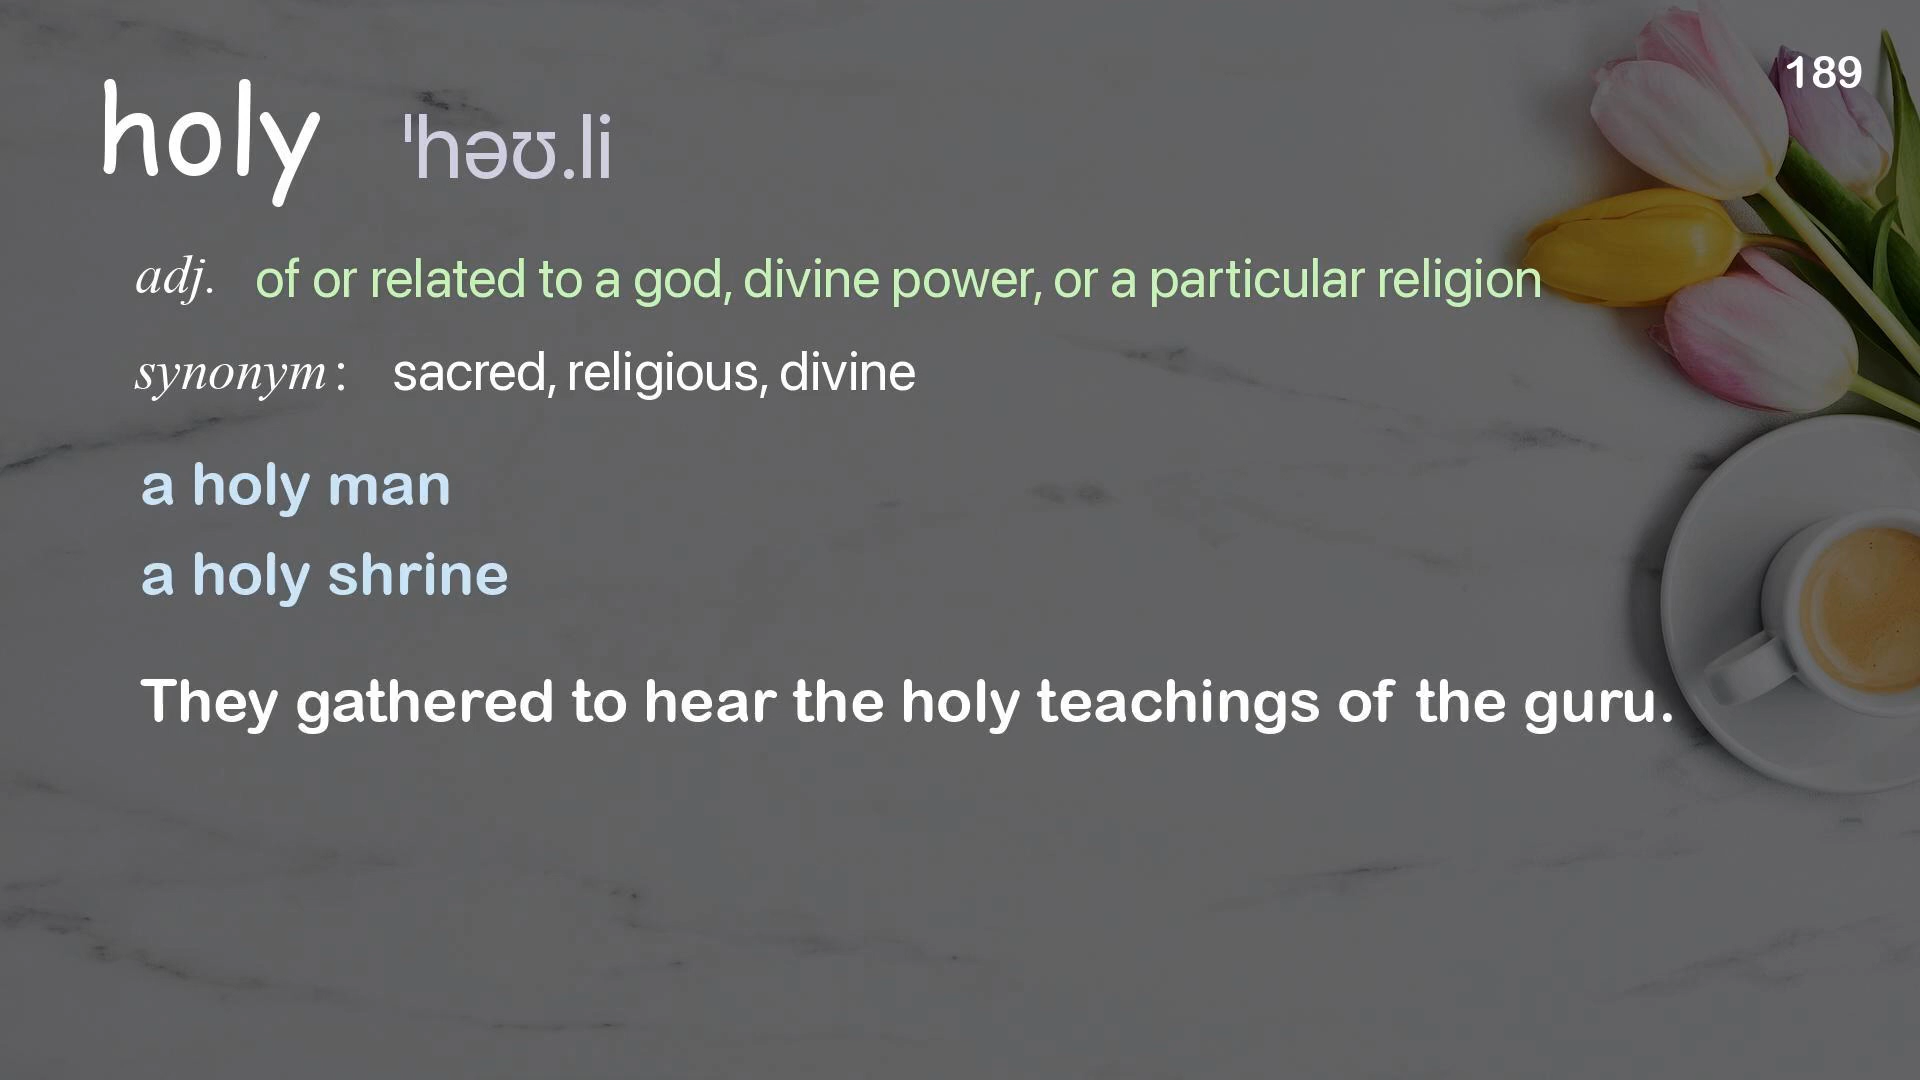 189
holy ˈhəʊ.li
adj. of or related to a god, divine power, or a particular religion
synonym: sacred, religious, divine
a holy man
a holy shrine
They gathered to hear the holy teachings of the guru.